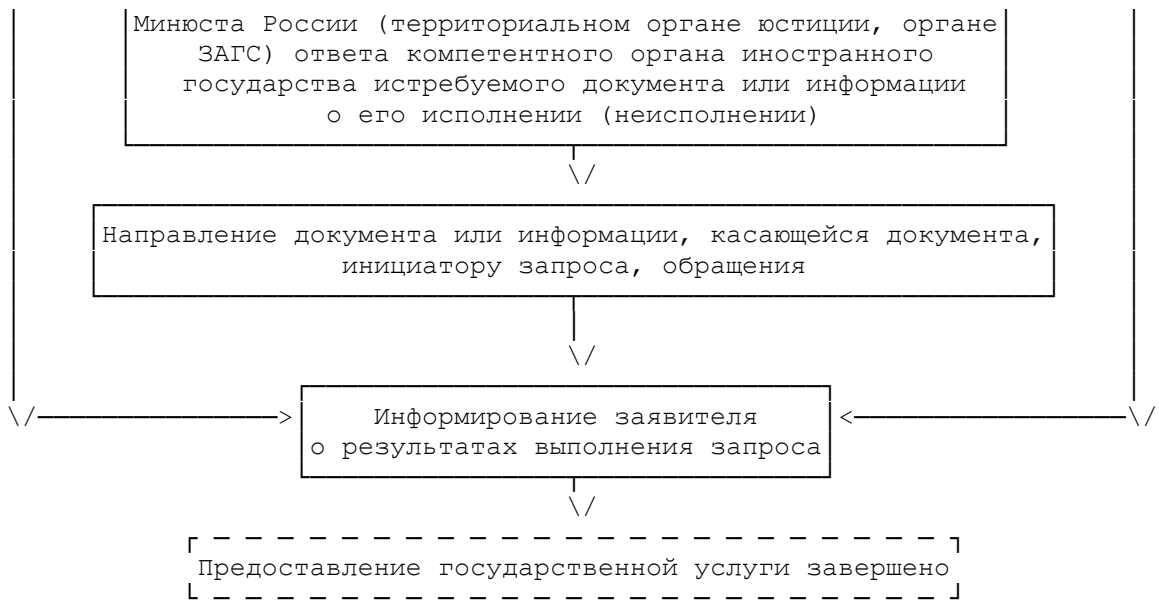 Минюста России (территориальном органе юстиции, органе
ЗАГС) ответа компетентного органа иностранного
государства истребуемого документа или информации
о его исполнении (неисполнении)
Направление документа или информации, касающейся документа,
инициатору запроса, обращения
Информирование заявителя
о результатах выполнения запроса
Предоставление государственной услуги завершено